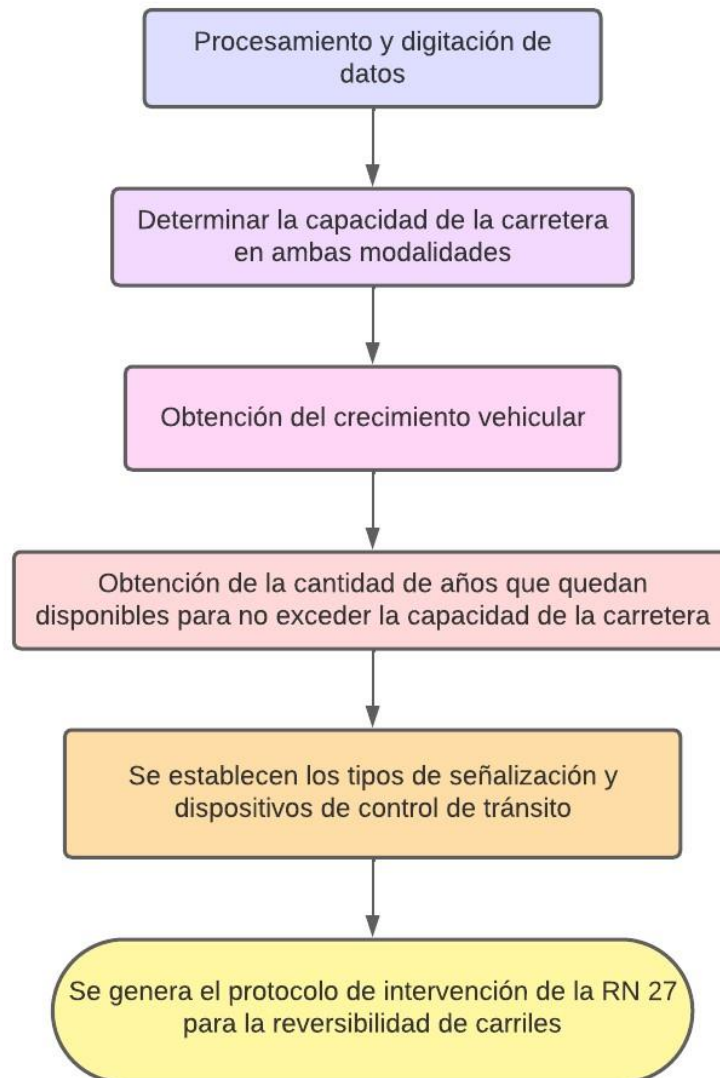 Procesamiento y digitación de
datos
Determinar la capacidad de la carretera
en ambas modalidades
Obtención del crecimiento vehicular
Obtención de la cantidad de años que quedan
disponibles para no exceder la capacidad de la carretera
Se establecen los tipos de señalización y
dispositivos de control de tránsito
Se genera el protocolo de intervención de la RN 27
para la reversibilidad de carriles